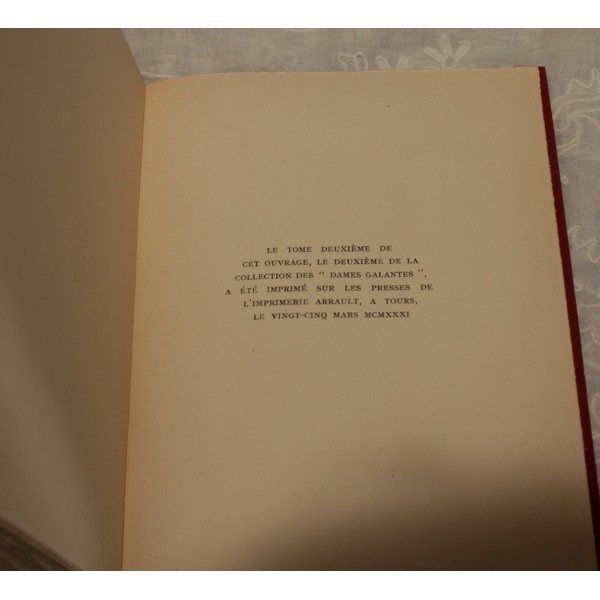 LE TOME DEUXIÈME DE
CET OUVRAGE, LE DEUXIÈME DE LA
COLLECTION DES " DAMES GALANTES ",
A ÉTÉ IMPRIMÉ SUR LES PRESSES DE
L'IMPRIMERIE ARRAULT, A TOURS,
LE VINGT-CINQ MARS MCMXXXI